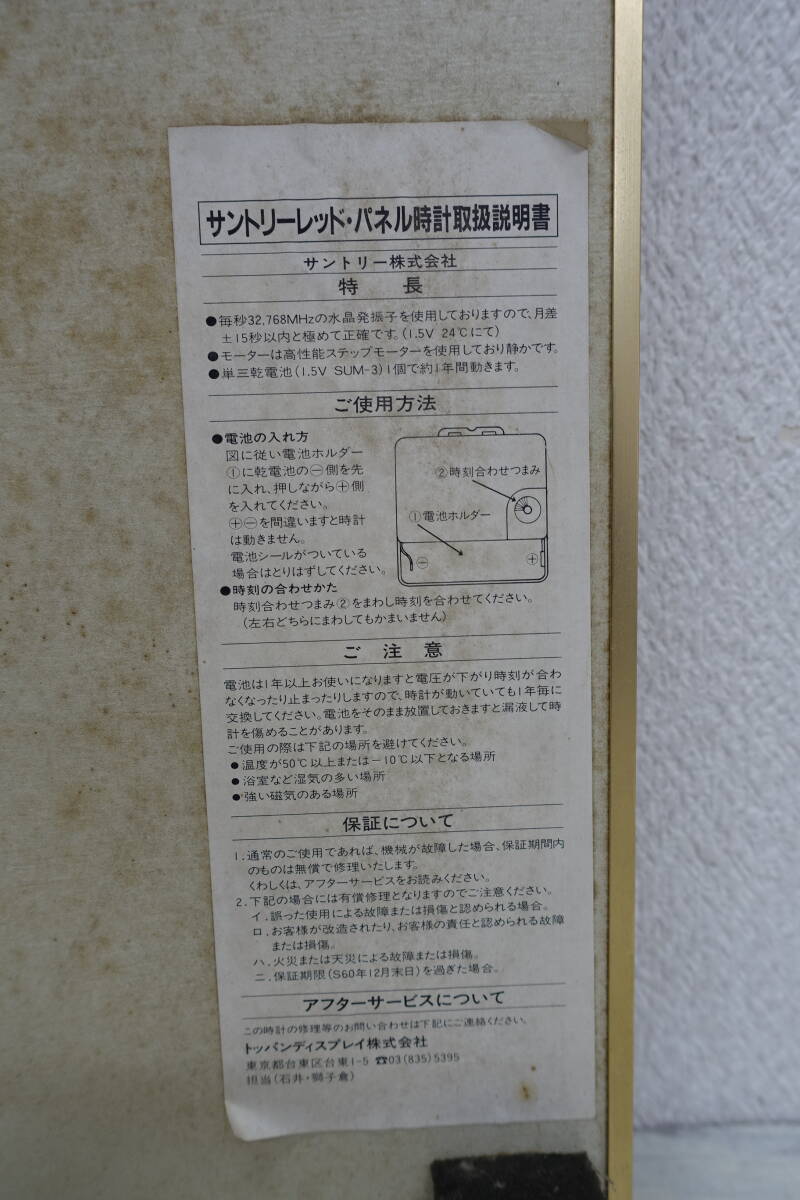 サントリーレッド・パネル時計取扱説明書
サントリー株式会社
特 長
●毎秒32,768MHzの水晶発振子を使用しておりますので、月差
±15秒以内と極めて正確です。(1.5V 24℃にて)
●モーターは高性能ステップモーターを使用しており静かです。
●単三乾電池(1.5V SUM-3)1個で約1年間動きます。
ご使用方法
●電池の入れ方
図に従い電池ホルダー
①に乾電池の㊀側を先
に入れ、押しながら⊕側
を入れてください。
⊕㊀を間違いますと時計
は動きません。
電池シールがついている
場合はとりはずしてください。
②時刻合わせつまみ
①電池ホルダー
㊀ ⊕
●時刻の合わせかた
時刻合わせつまみ②をまわし時刻を合わせてください。
(左右どちらにまわしてもかまいません)
ご 注 意
電池は1年以上お使いになりますと電圧が下がり時刻が合わ
なくなったり止まったりしますので、時計が動いていても1年毎に
交換してください。電池をそのまま放置しておきますと漏液して時
計を傷めることがあります。
ご使用の際は下記の場所を避けてください。
●温度が50℃以上または−10℃以下となる場所
●浴室など湿気の多い場所
●強い磁気のある場所
保証について
1.通常のご使用であれば、機械が故障した場合、保証期間内
のものは無償で修理いたします。
くわしくは、アフターサービスをお読みください。
2.下記の場合には有償修理となりますのでご注意ください。
イ.誤った使用による故障または損傷と認められる場合。
ロ.お客様が改造されたり、お客様の責任と認められる故障
または損傷。
ハ.火災または天災による故障または損傷。
ニ.保証期限(S60年12月末日)を過ぎた場合。
アフターサービスについて
この時計の修理等のお問い合わせは下記にご連絡ください。
トッパンディスプレイ株式会社
東京都台東区台東1-5 ☎03(835)5395
担当(石井・獅子倉)